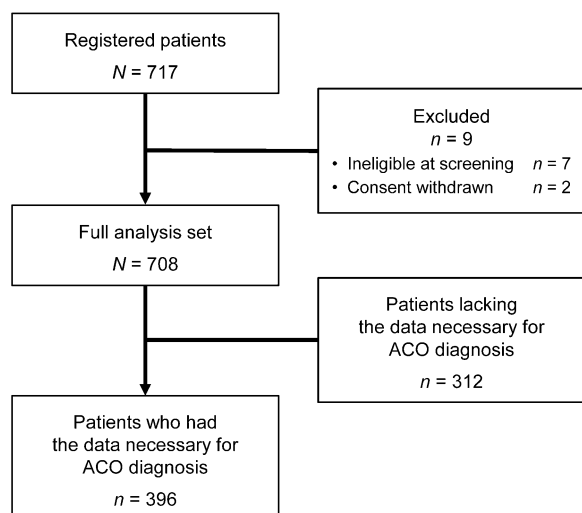 Registered patients
N = 717
Excluded
n = 9
• Ineligible at screening n = 7
• Consent withdrawn n = 2
Full analysis set
N = 708
Patients lacking
the data necessary for
ACO diagnosis
n = 312
Patients who had
the data necessary for
ACO diagnosis
n = 396